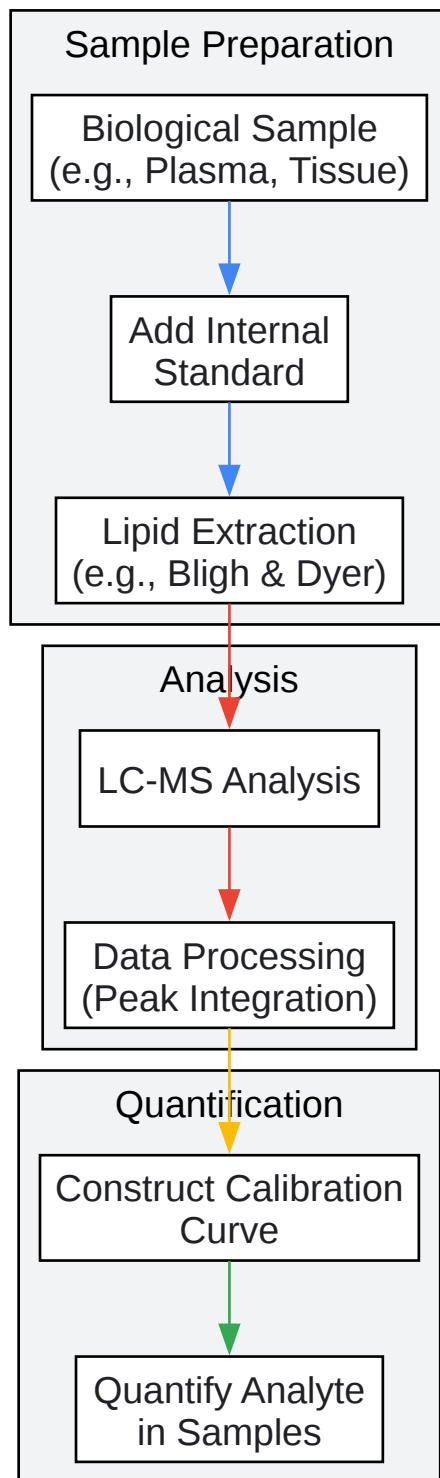 Sample Preparation
Biological Sample
(e.g., Plasma, Tissue)
Add Internal
Standard
Lipid Extraction
(e.g., Bligh & Dyer)
Analysis
LC-MS Analysis
Data Processing
(Peak Integration)
Quantification
Construct Calibration
Curve
Quantify Analyte
in Samples